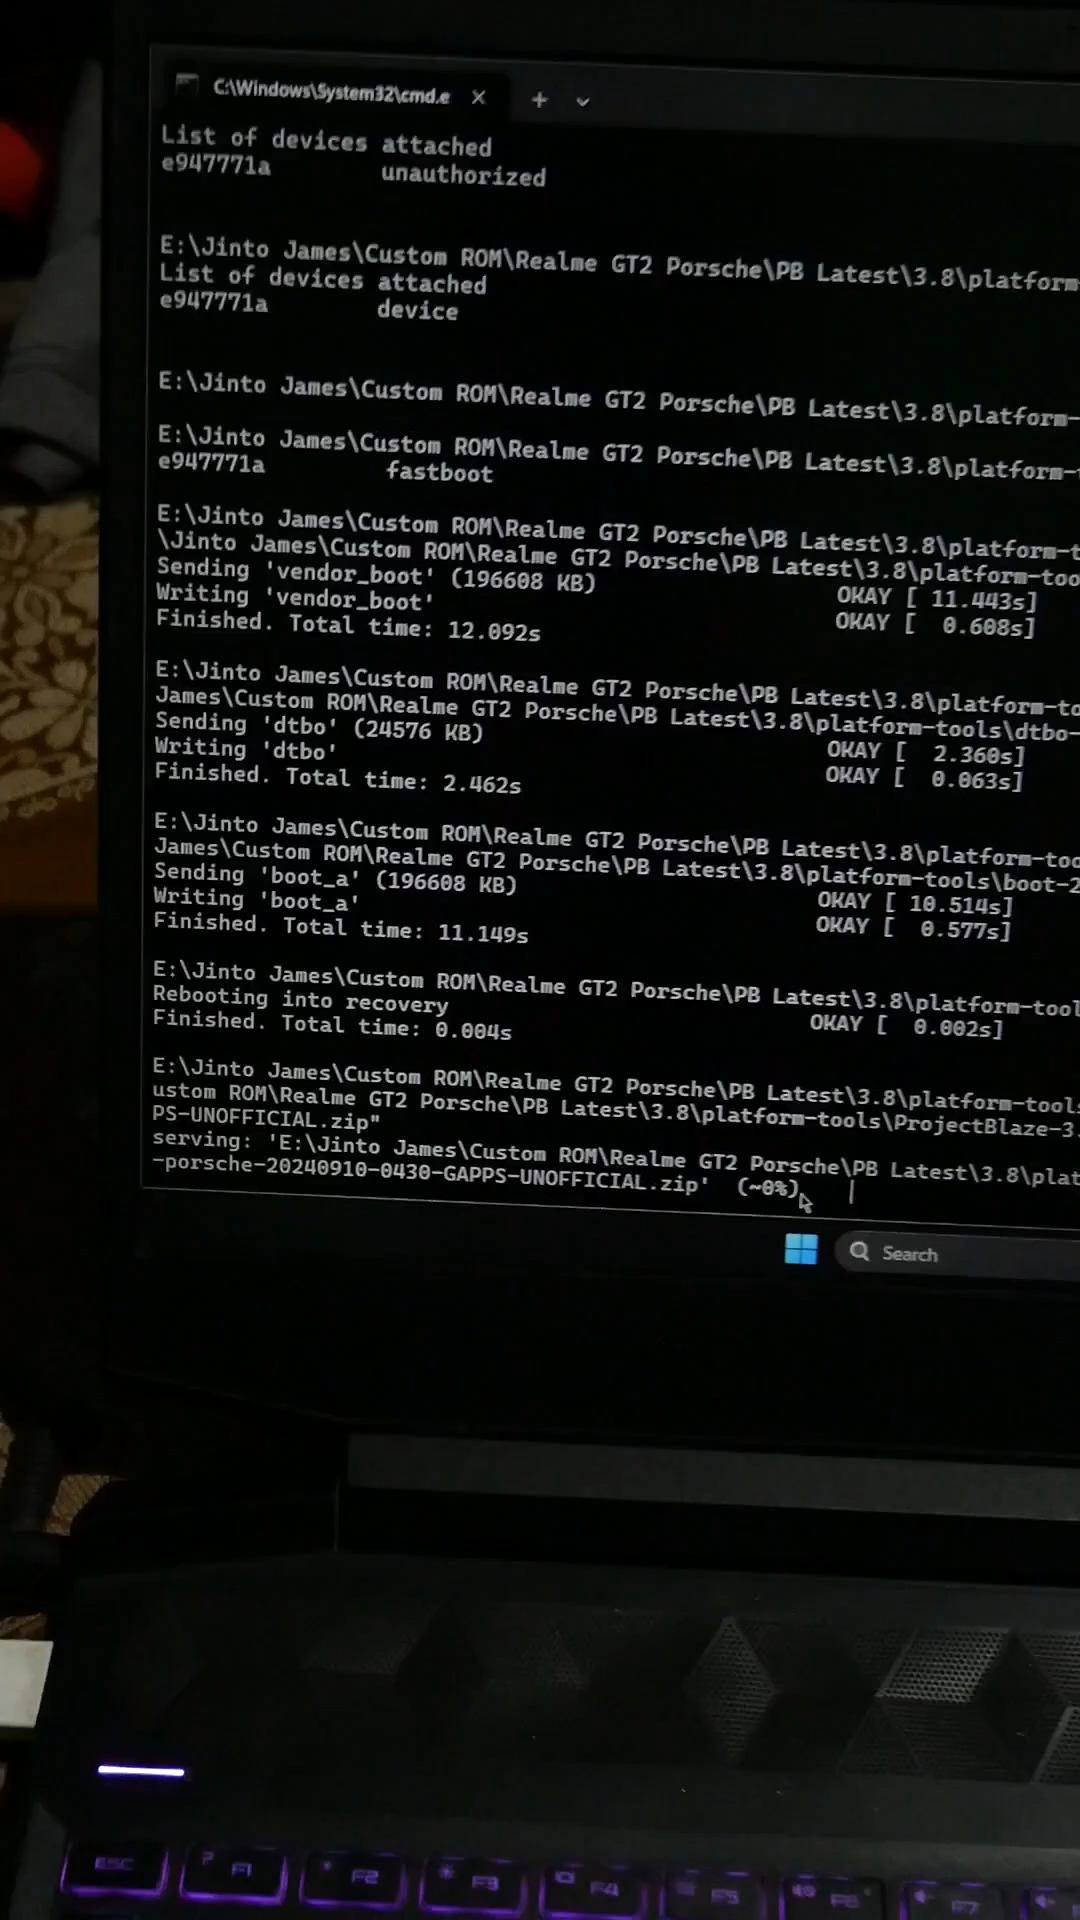 C:\Windows\System32\cmd.e
List of devices attached
e947771a unauthorized
E:\Jinto James\Custom ROM\Realme GT2 Porsche\PB Latest\3.8\platform-
List of devices attached
e947771a device
E:\Jinto James\Custom ROM\Realme GT2 Porsche\PB Latest\3.8\platform-
E:\Jinto James\Custom ROM\Realme GT2 Porsche\PB Latest\3.8\platform-t
e947771a fastboot
E:\Jinto James\Custom ROM\Realme GT2 Porsche\PB Latest\3.8\platform-t
\Jinto James\Custom ROM\Realme GT2 Porsche\PB Latest\3.8\platform-too
Sending 'vendor_boot' (196608 KB) OKAY [ 11.443s]
Writing 'vendor_boot' OKAY [ 0.608s]
Finished. Total time: 12.092s
E:\Jinto James\Custom ROM\Realme GT2 Porsche\PB Latest\3.8\platform-to
James\Custom ROM\Realme GT2 Porsche\PB Latest\3.8\platform-tools\dtbo-
Sending 'dtbo' (24576 KB) OKAY [ 2.360s]
Writing 'dtbo' OKAY [ 0.063s]
Finished. Total time: 2.462s
E:\Jinto James\Custom ROM\Realme GT2 Porsche\PB Latest\3.8\platform-too
James\Custom ROM\Realme GT2 Porsche\PB Latest\3.8\platform-tools\boot-2
Sending 'boot_a' (196608 KB) OKAY [ 10.514s]
Writing 'boot_a' OKAY [ 0.577s]
Finished. Total time: 11.149s
E:\Jinto James\Custom ROM\Realme GT2 Porsche\PB Latest\3.8\platform-tool
Rebooting into recovery OKAY [ 0.002s]
Finished. Total time: 0.004s
E:\Jinto James\Custom ROM\Realme GT2 Porsche\PB Latest\3.8\platform-tools
ustom ROM\Realme GT2 Porsche\PB Latest\3.8\platform-tools\ProjectBlaze-3.
PS-UNOFFICIAL.zip"
serving: 'E:\Jinto James\Custom ROM\Realme GT2 Porsche\PB Latest\3.8\plat
-porsche-20240910-0430-GAPPS-UNOFFICIAL.zip' (~0%)
Search
ESC F1 F2 F3 F4 F5 F6 F7